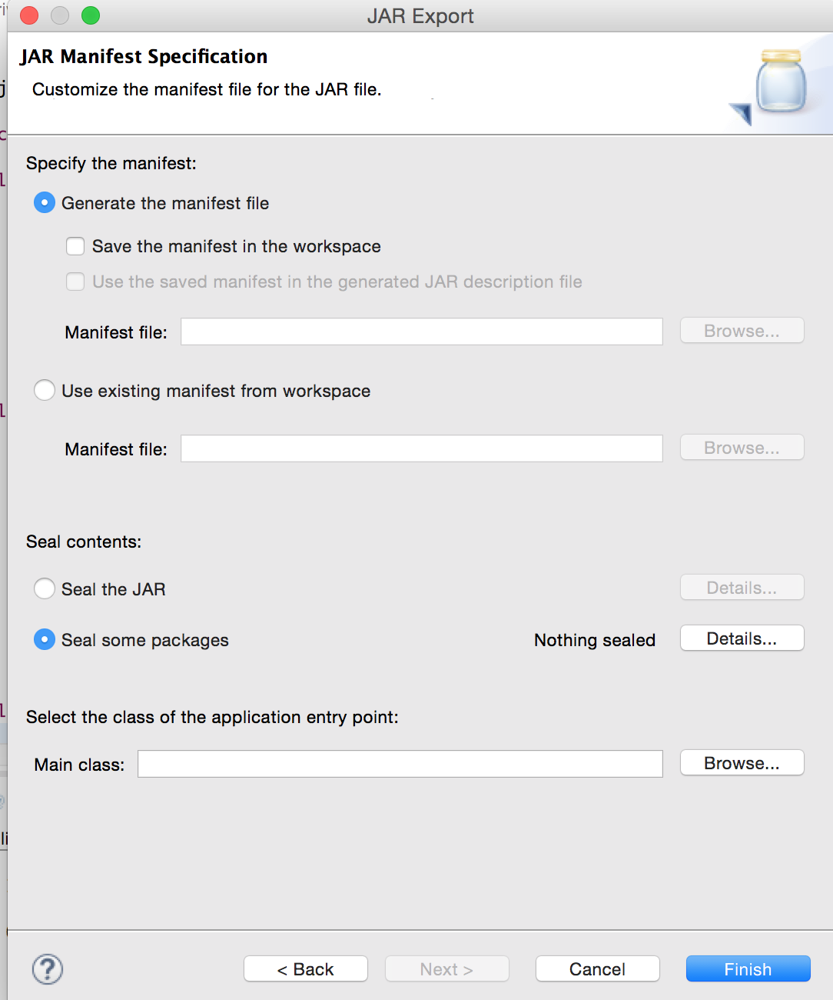 JAR Export
JAR Manifest Specification
Customize the manifest file for the JAR file.
Specify the manifest:
Generate the manifest file
Save the manifest in the workspace
Use the saved manifest in the generated JAR description file
Manifest file: Browse...
Use existing manifest from workspace
Manifest file: Browse...
Seal contents:
Seal the JAR Details...
Seal some packages Nothing sealed Details...
Select the class of the application entry point:
Main class: Browse...
? < Back Next > Cancel Finish